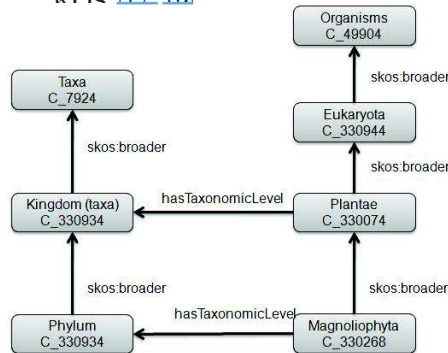 Organisms
C_49904
Taxa
C_7924
skos:broader
Eukaryota
C_330944
skos:broader
skos:broader
Kingdom (taxa)
C_330934
hasTaxonomicLevel
Plantae
C_330074
skos:broader
skos:broader
hasTaxonomicLevel
Phylum
C_330934
Magnoliophyta
C_330268